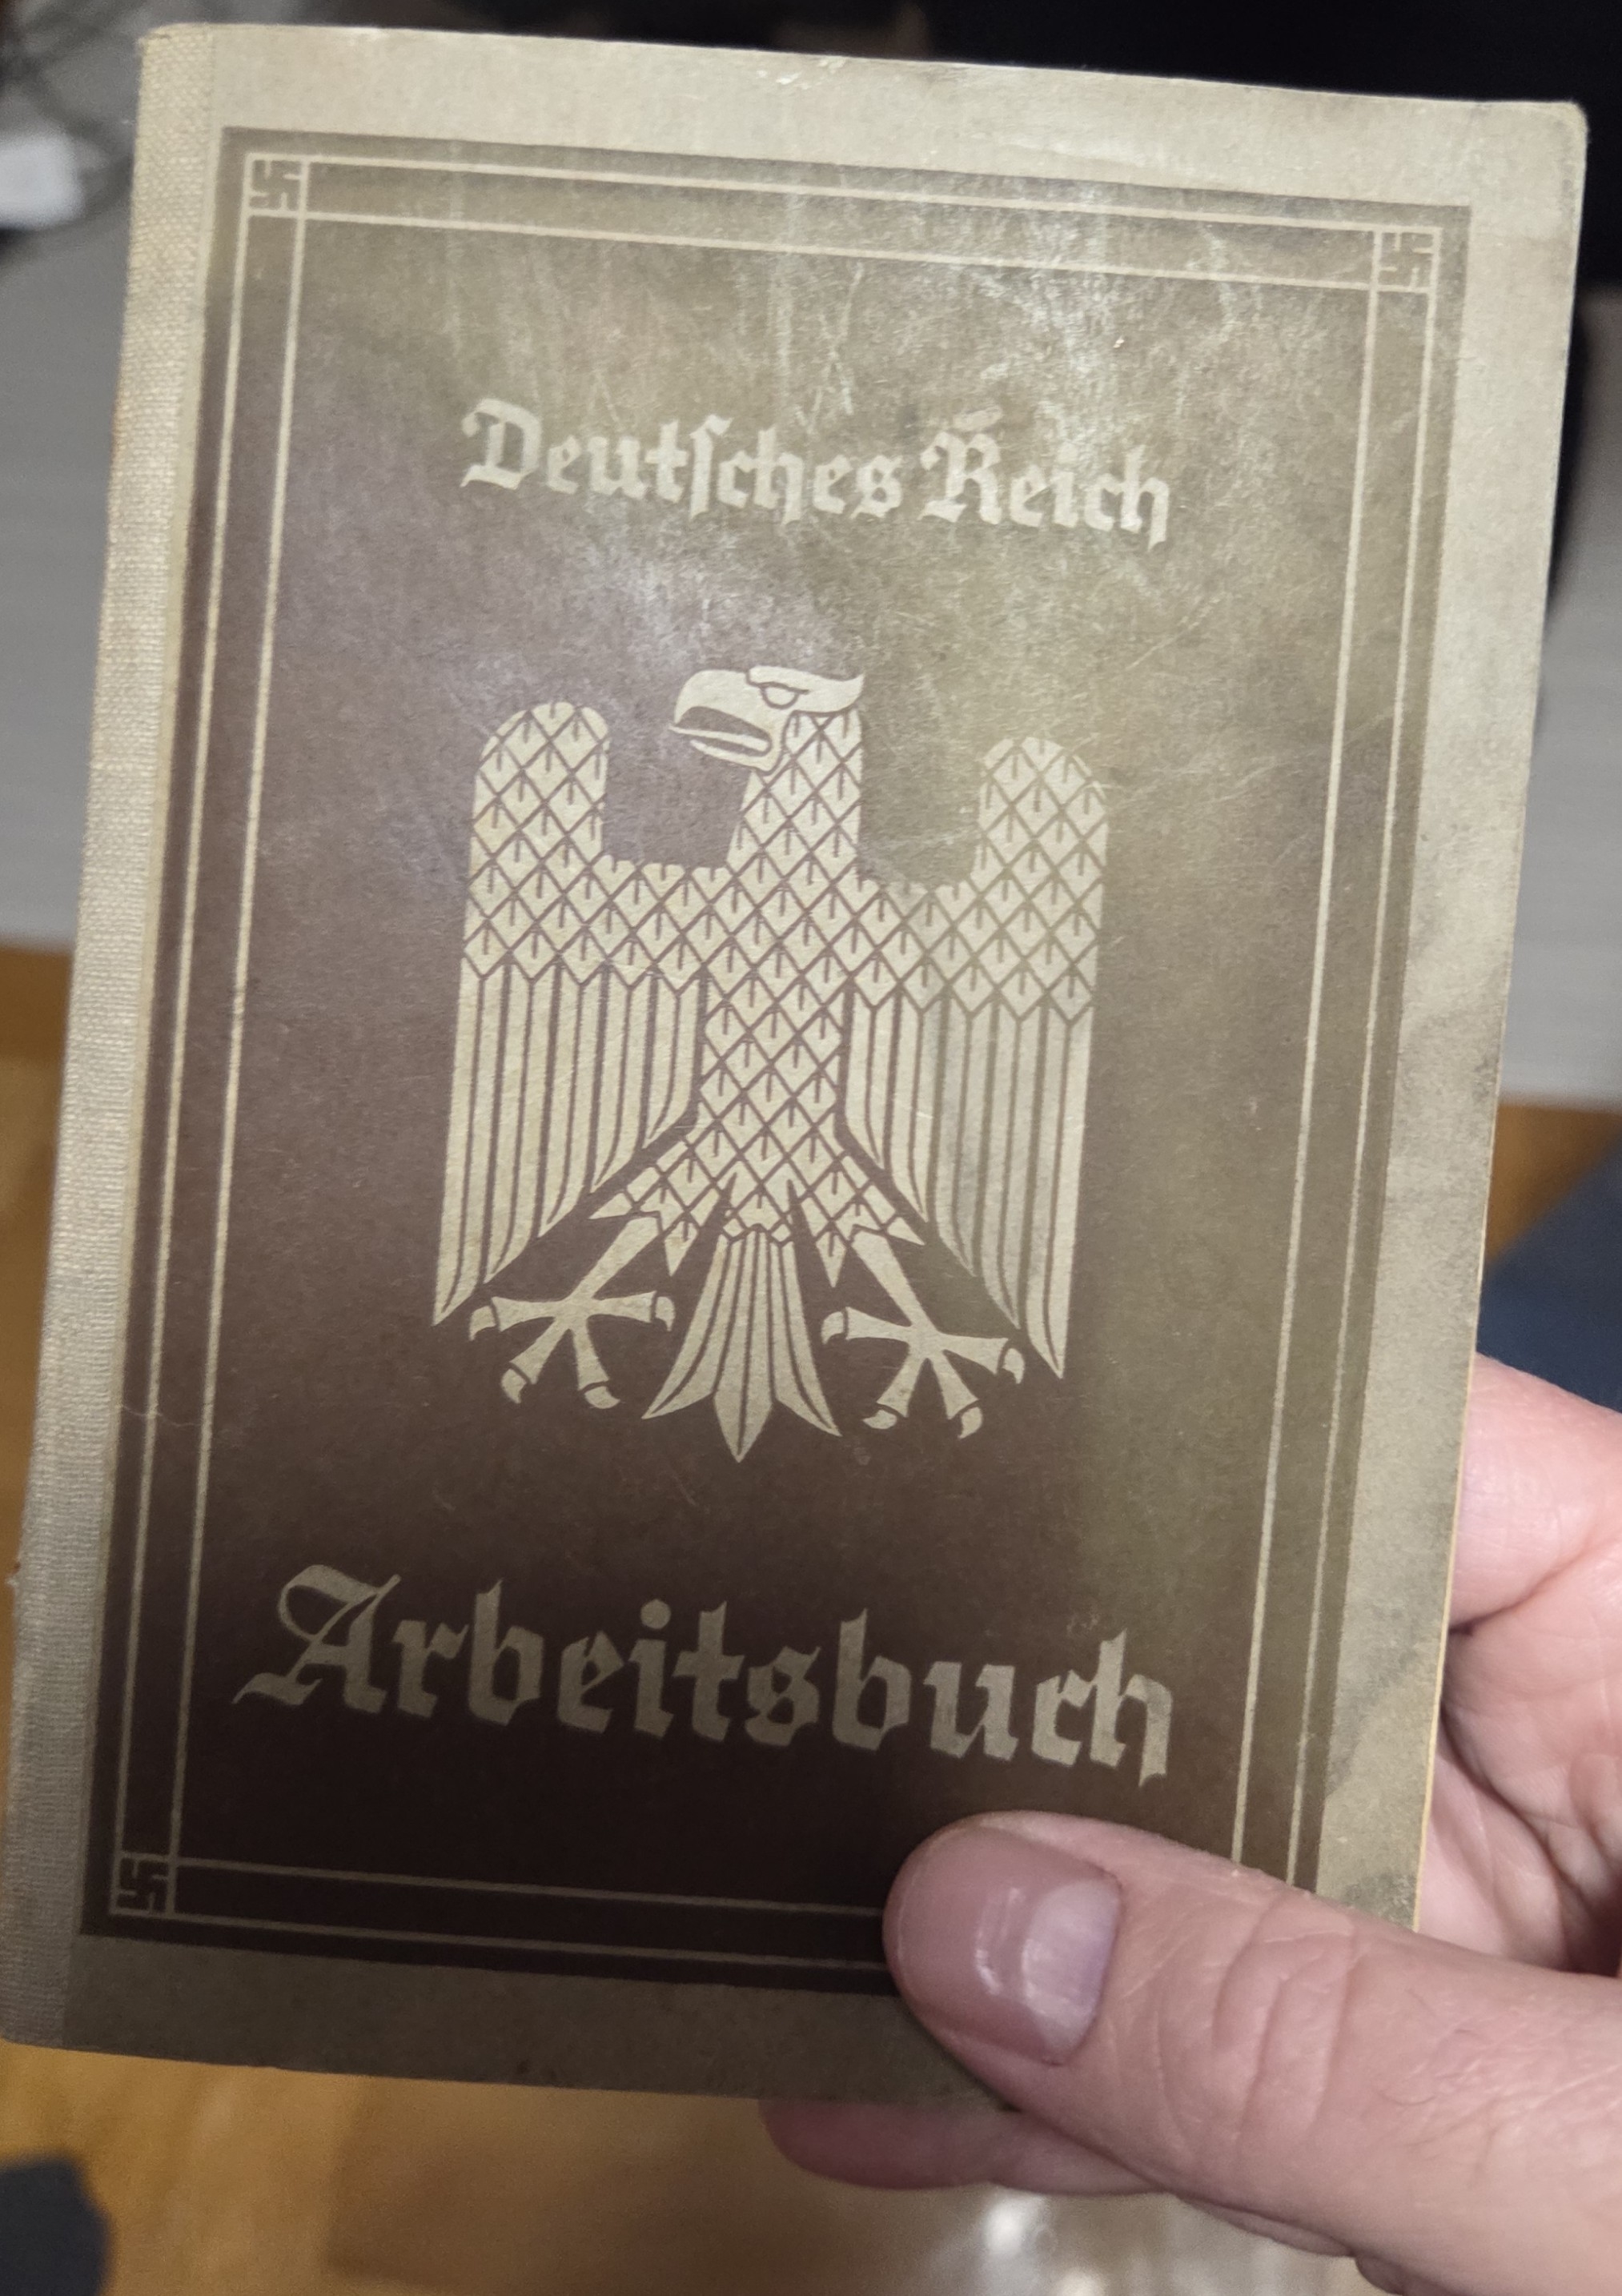 Deutſches Reich
Arbeitsbuch